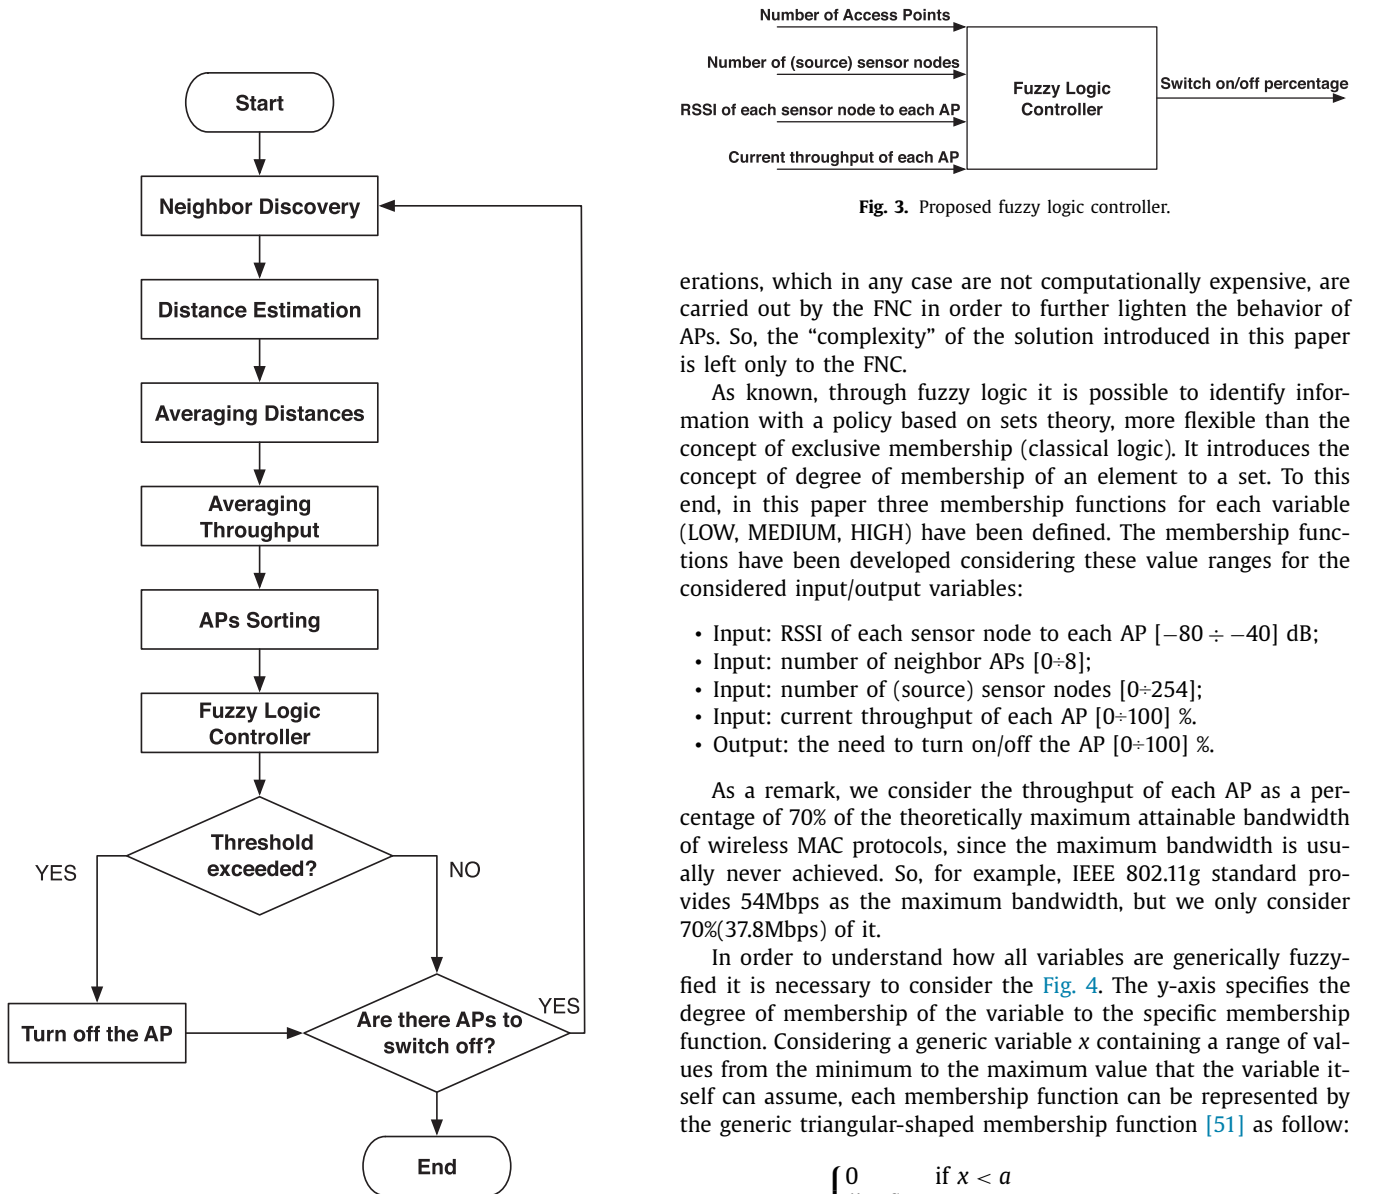 Start
Neighbor Discovery
Distance Estimation
Averaging Distances
Averaging
Throughput
APs Sorting
Fuzzy Logic
Controller
Threshold
exceeded?
YES
NO
Turn off the AP
Are there APs to
switch off?
YES
End
Number of Access Points
Number of (source) sensor nodes
RSSI of each sensor node to each AP
Current throughput of each AP
Fuzzy Logic
Controller
Switch on/off percentage
Fig. 3. Proposed fuzzy logic controller.
erations, which in any case are not computationally expensive, are
carried out by the FNC in order to further lighten the behavior of
APs. So, the “complexity” of the solution introduced in this paper
is left only to the FNC.
As known, through fuzzy logic it is possible to identify infor-
mation with a policy based on sets theory, more flexible than the
concept of exclusive membership (classical logic). It introduces the
concept of degree of membership of an element to a set. To this
end, in this paper three membership functions for each variable
(LOW, MEDIUM, HIGH) have been defined. The membership func-
tions have been developed considering these value ranges for the
considered input/output variables:
• Input: RSSI of each sensor node to each AP [−80 ÷ −40] dB;
• Input: number of neighbor APs [0÷8];
• Input: number of (source) sensor nodes [0÷254];
• Input: current throughput of each AP [0÷100] %.
• Output: the need to turn on/off the AP [0÷100] %.
As a remark, we consider the throughput of each AP as a per-
centage of 70% of the theoretically maximum attainable bandwidth
of wireless MAC protocols, since the maximum bandwidth is usu-
ally never achieved. So, for example, IEEE 802.11g standard pro-
vides 54Mbps as the maximum bandwidth, but we only consider
70%(37.8Mbps) of it.
In order to understand how all variables are generically fuzzy-
fied it is necessary to consider the Fig. 4. The y-axis specifies the
degree of membership of the variable to the specific membership
function. Considering a generic variable x containing a range of val-
ues from the minimum to the maximum value that the variable it-
self can assume, each membership function can be represented by
the generic triangular-shaped membership function [51] as follow:
0 if x < a